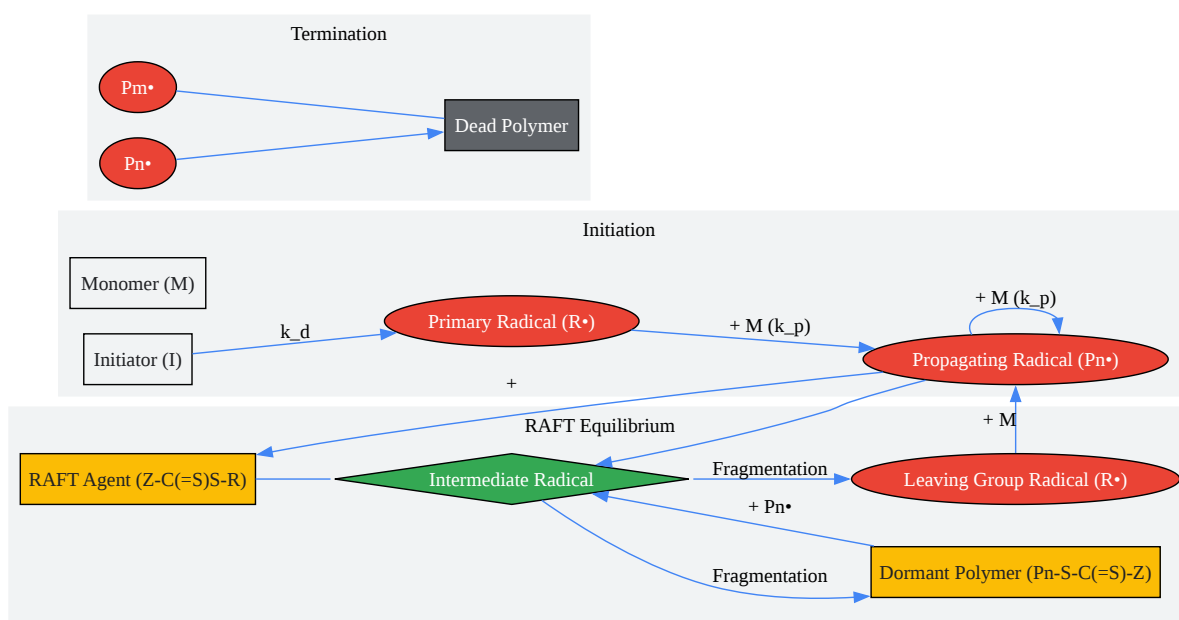 Termination
Pm•
Dead Polymer
Pn•
Initiation
Monomer (M)
Initiator (I)
k_d
Primary Radical (R•)
+ M (k_p)
+ M (k_p)
Propagating Radical (Pn•)
+
RAFT Equilibrium
+ M
RAFT Agent (Z-C(=S)S-R)
Intermediate Radical
Fragmentation
Leaving Group Radical (R•)
+ Pn•
Fragmentation
Dormant Polymer (Pn-S-C(=S)-Z)